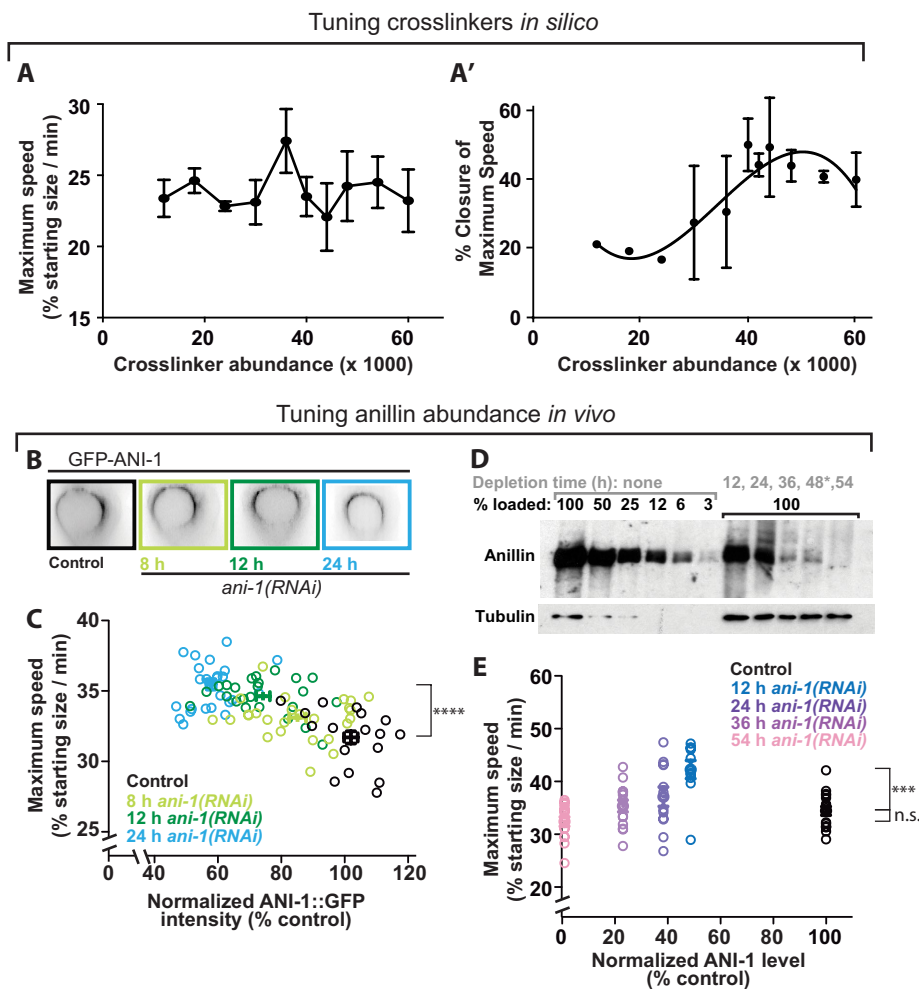 Tuning crosslinkers in silico
A
Maximum speed
(% starting size / min)
30
25
20
15
20
40
60
Crosslinker abundance (x 1000)
A'
% Closure of
Maximum Speed
60
40
20
0
0
20
40
60
Crosslinker abundance (x 1000)
Tuning anillin abundance in vivo
B
GFP-ANI-1
Control
8 h
12 h
24 h
ani-1(RNAi)
D
Depletion time (h): none
12, 24, 36, 48*,54
% loaded:
100 50 25 12 6 3
100
Anillin
Tubulin
C
Maximum speed
(% starting size / min)
40
35
30
25
****
Control
8 h ani-1(RNAi)
12 h ani-1(RNAi)
24 h ani-1(RNAi)
0 40 60 80 100 120
Normalized ANI-1::GFP
intensity (% control)
E
Control
12 h ani-1(RNAi)
24 h ani-1(RNAi)
36 h ani-1(RNAi)
54 h ani-1(RNAi)
Maximum speed
(% starting size / min)
60
50
40
30
20
***
n.s.
0 20 40 60 80 100
Normalized ANI-1 level
(% control)